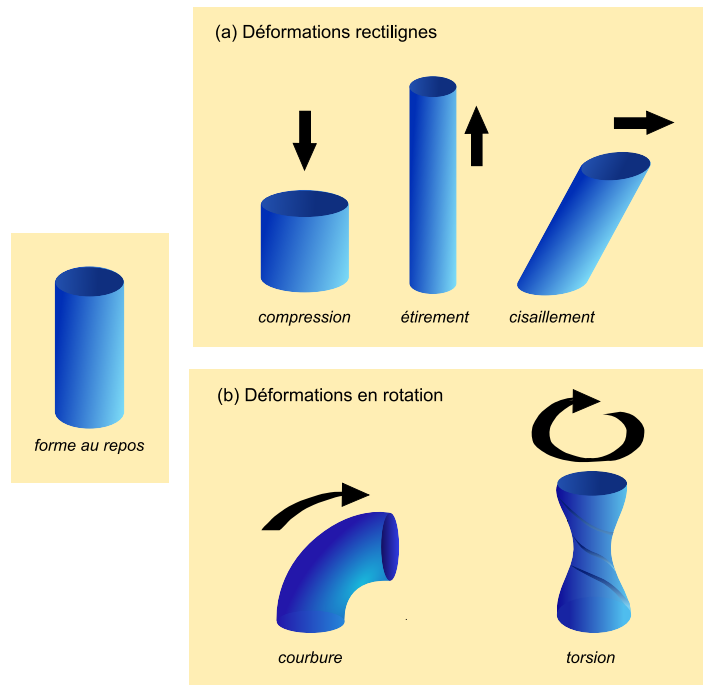 (a) Déformations rectilignes
compression
étirement
cisaillement
forme au repos
(b) Déformations en rotation
courbure
torsion